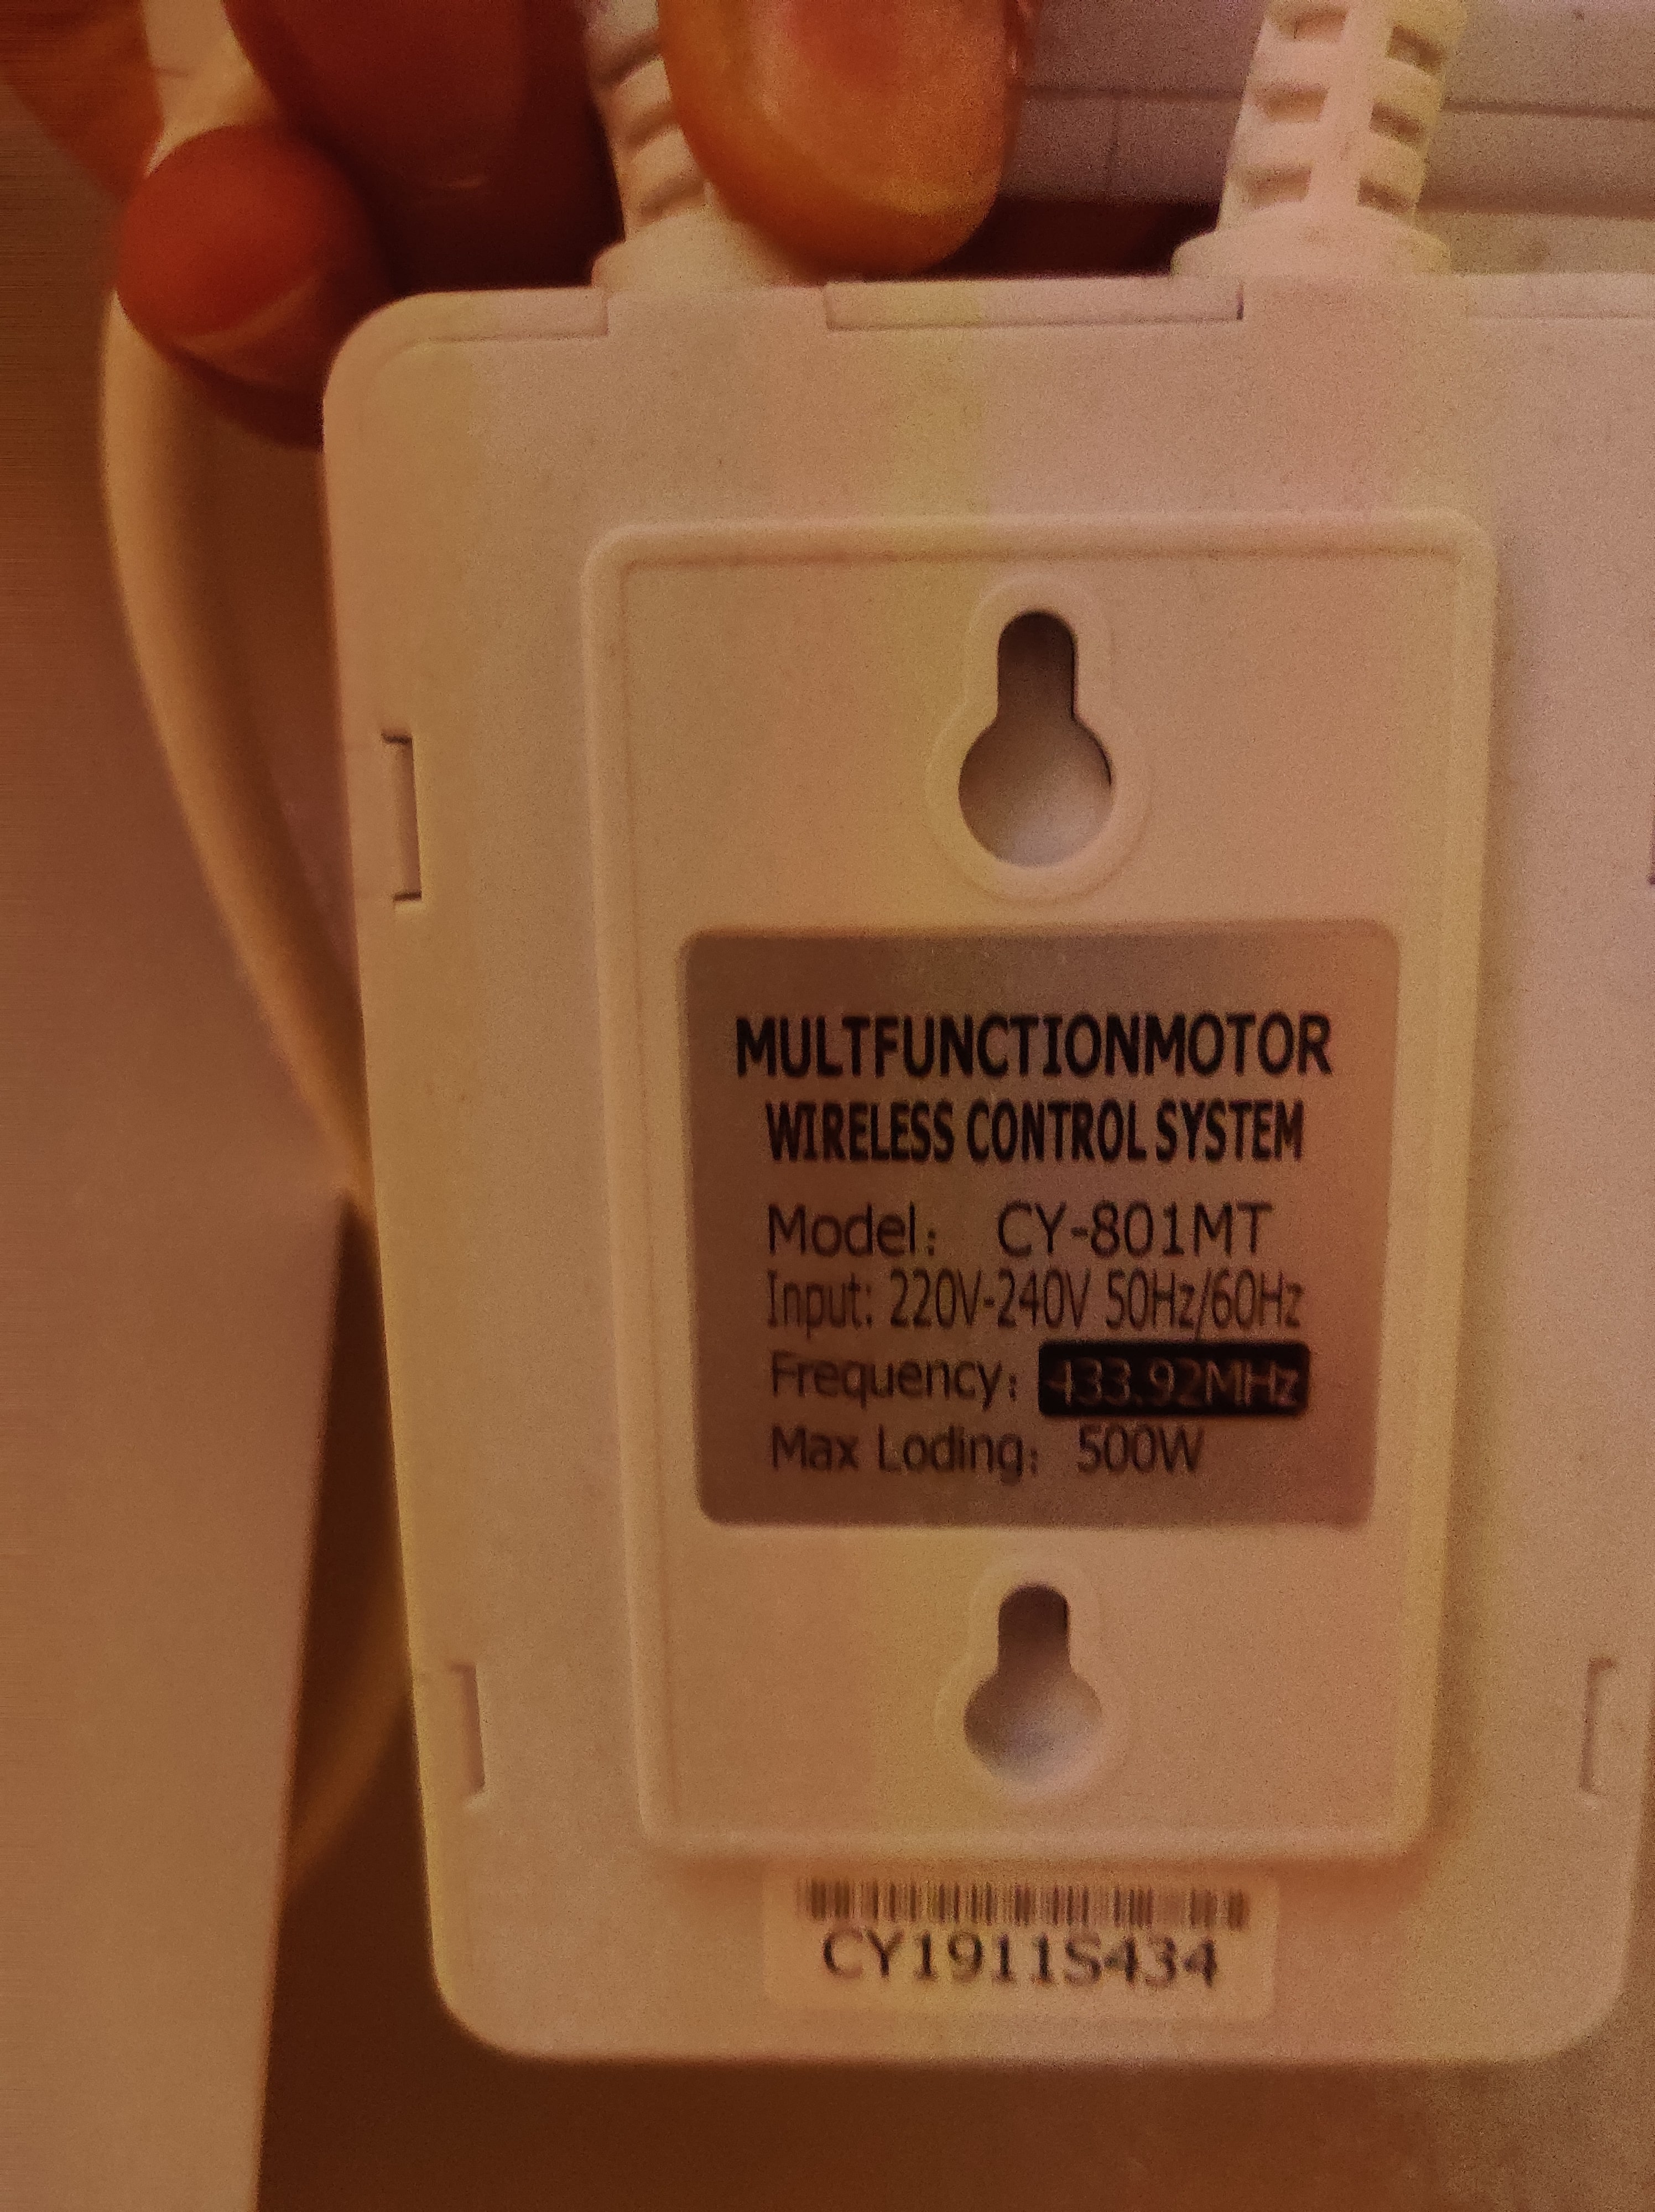 MULTFUNCTIONMOTOR
WIRELESS CONTROL SYSTEM
Model: CY-801MT
Input: 220V-240V 50Hz/60Hz
Frequency: 433.92MHz
Max Loding: 500W
CY1911S434